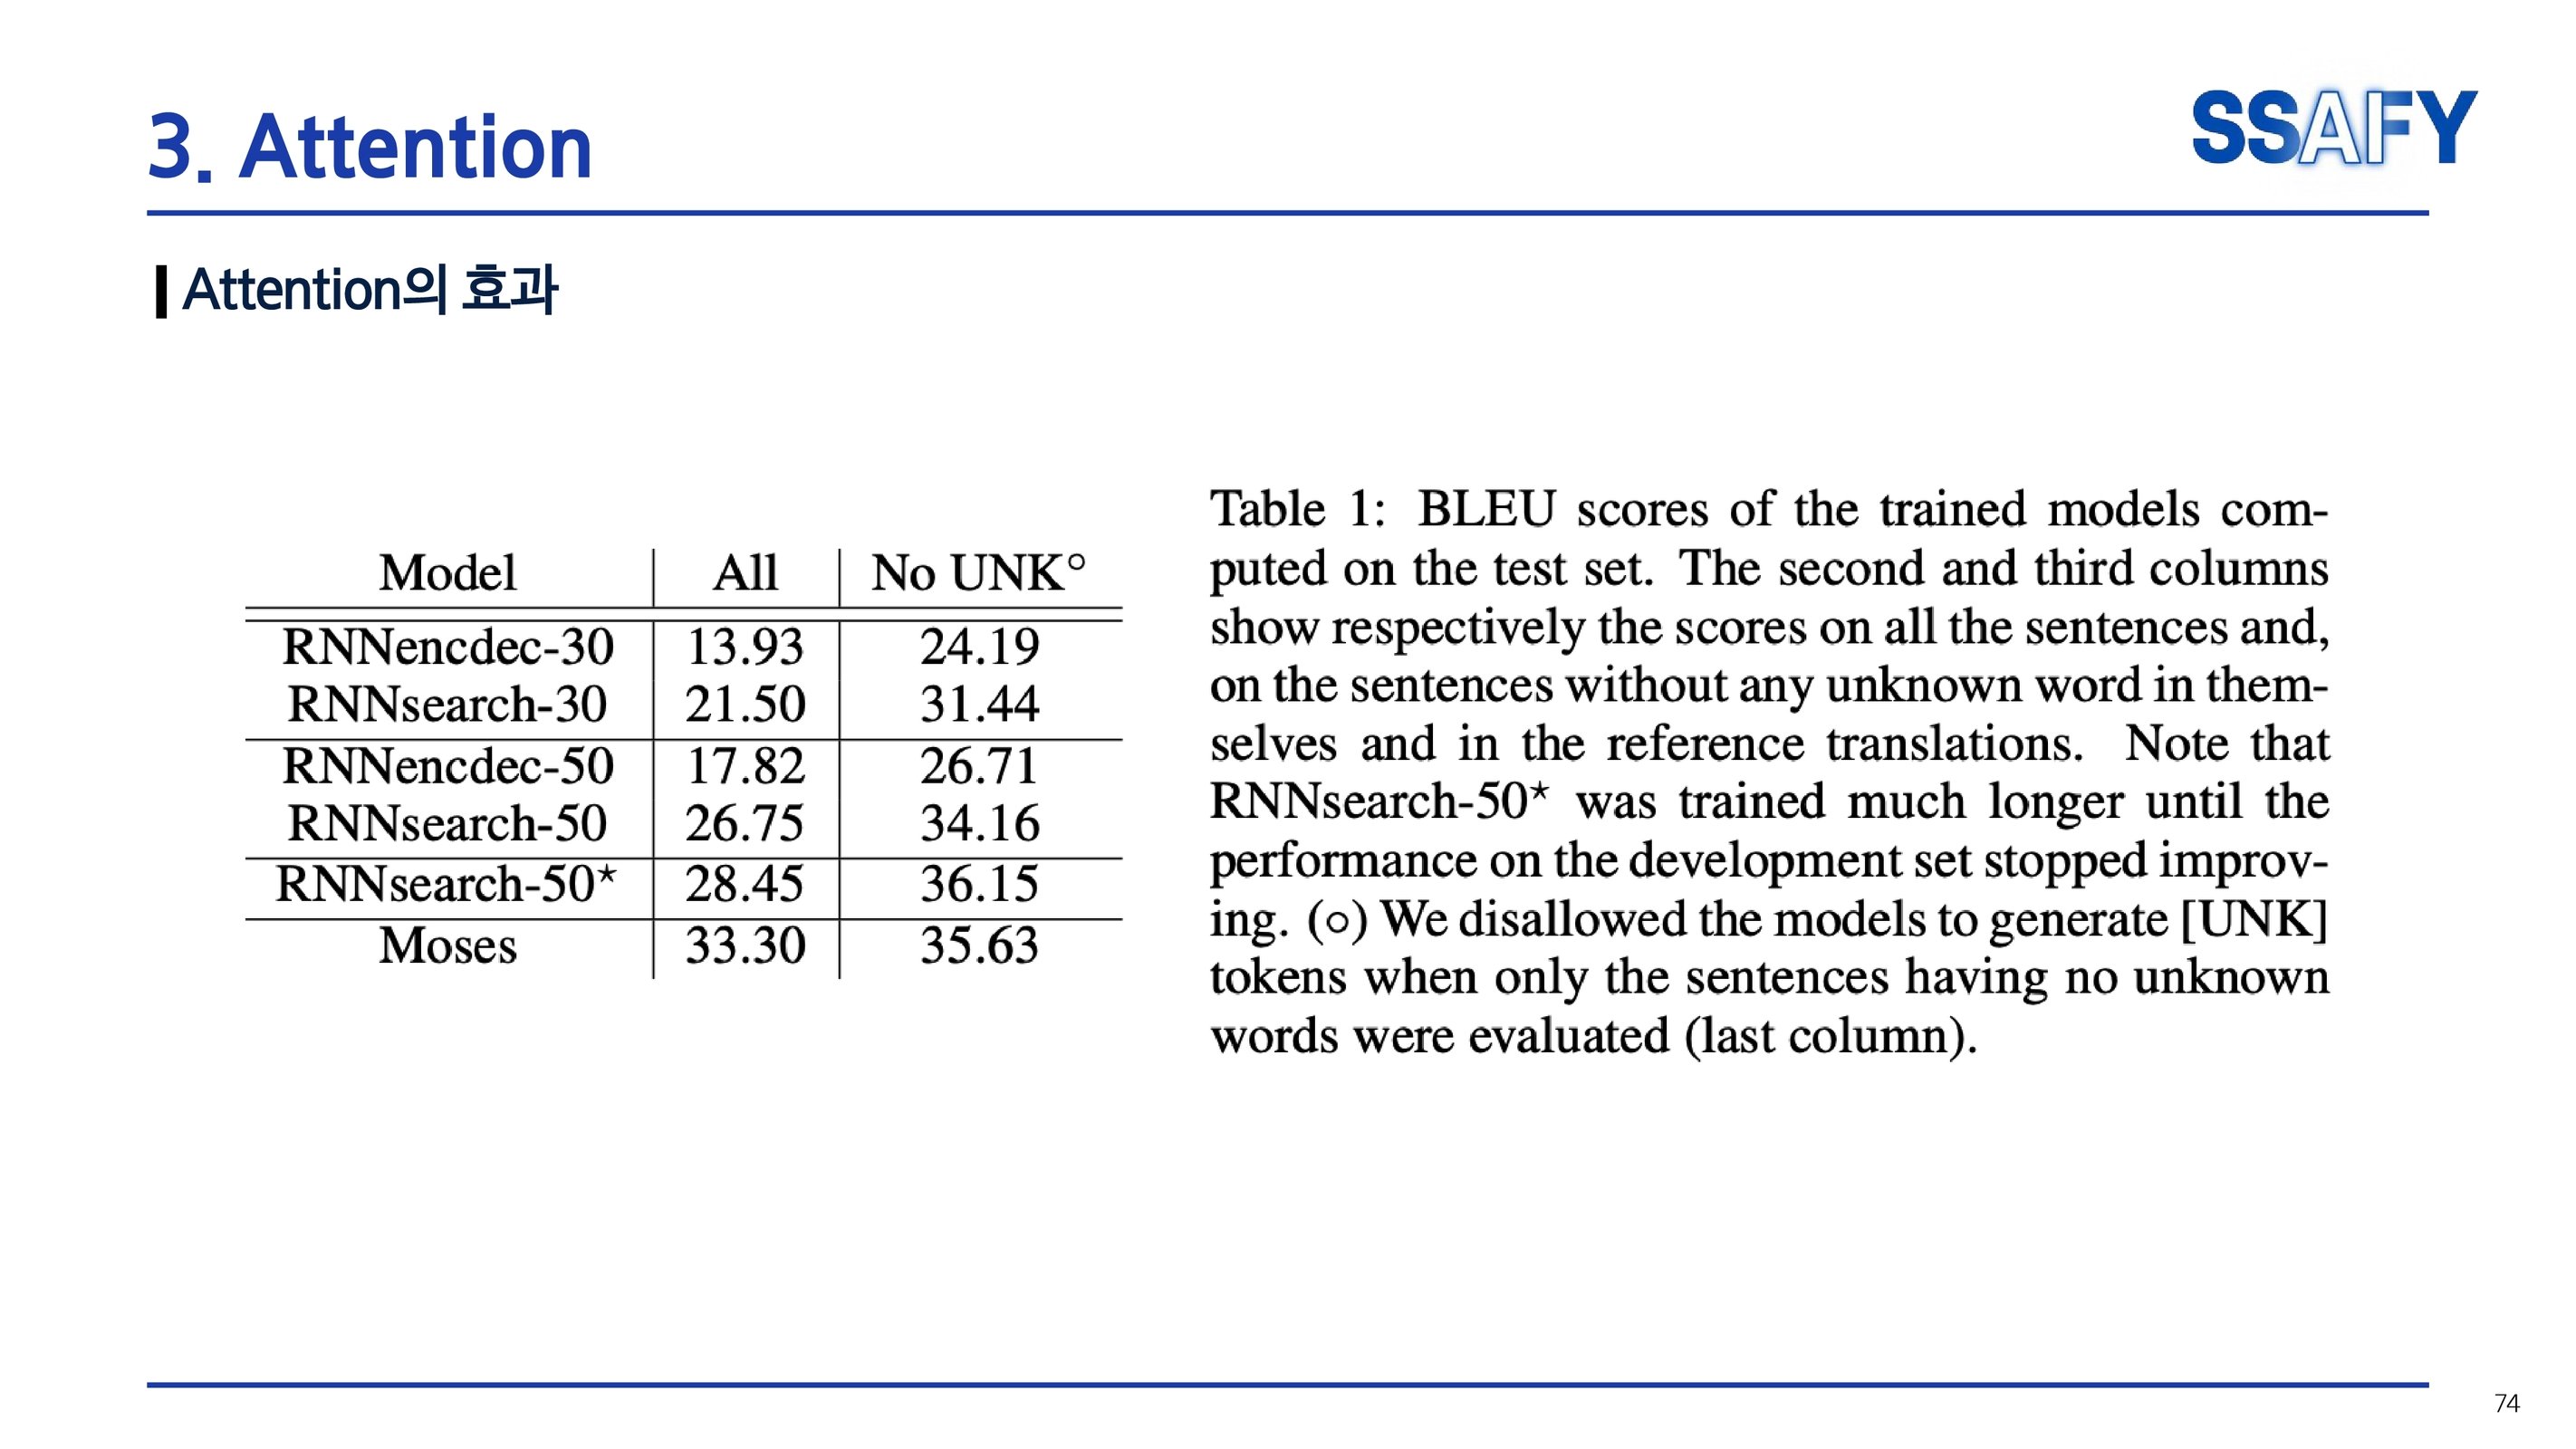 3. Attention
SSAFY
Attention의 효과
Model All No UNK°
RNNencdec-30 13.93 24.19
RNNsearch-30 21.50 31.44
RNNencdec-50 17.82 26.71
RNNsearch-50 26.75 34.16
RNNsearch-50* 28.45 36.15
Moses 33.30 35.63
Table 1: BLEU scores of the trained models com-
puted on the test set. The second and third columns
show respectively the scores on all the sentences and,
on the sentences without any unknown word in them-
selves and in the reference translations. Note that
RNNsearch-50* was trained much longer until the
performance on the development set stopped improv-
ing. (○) We disallowed the models to generate [UNK]
tokens when only the sentences having no unknown
words were evaluated (last column).
74